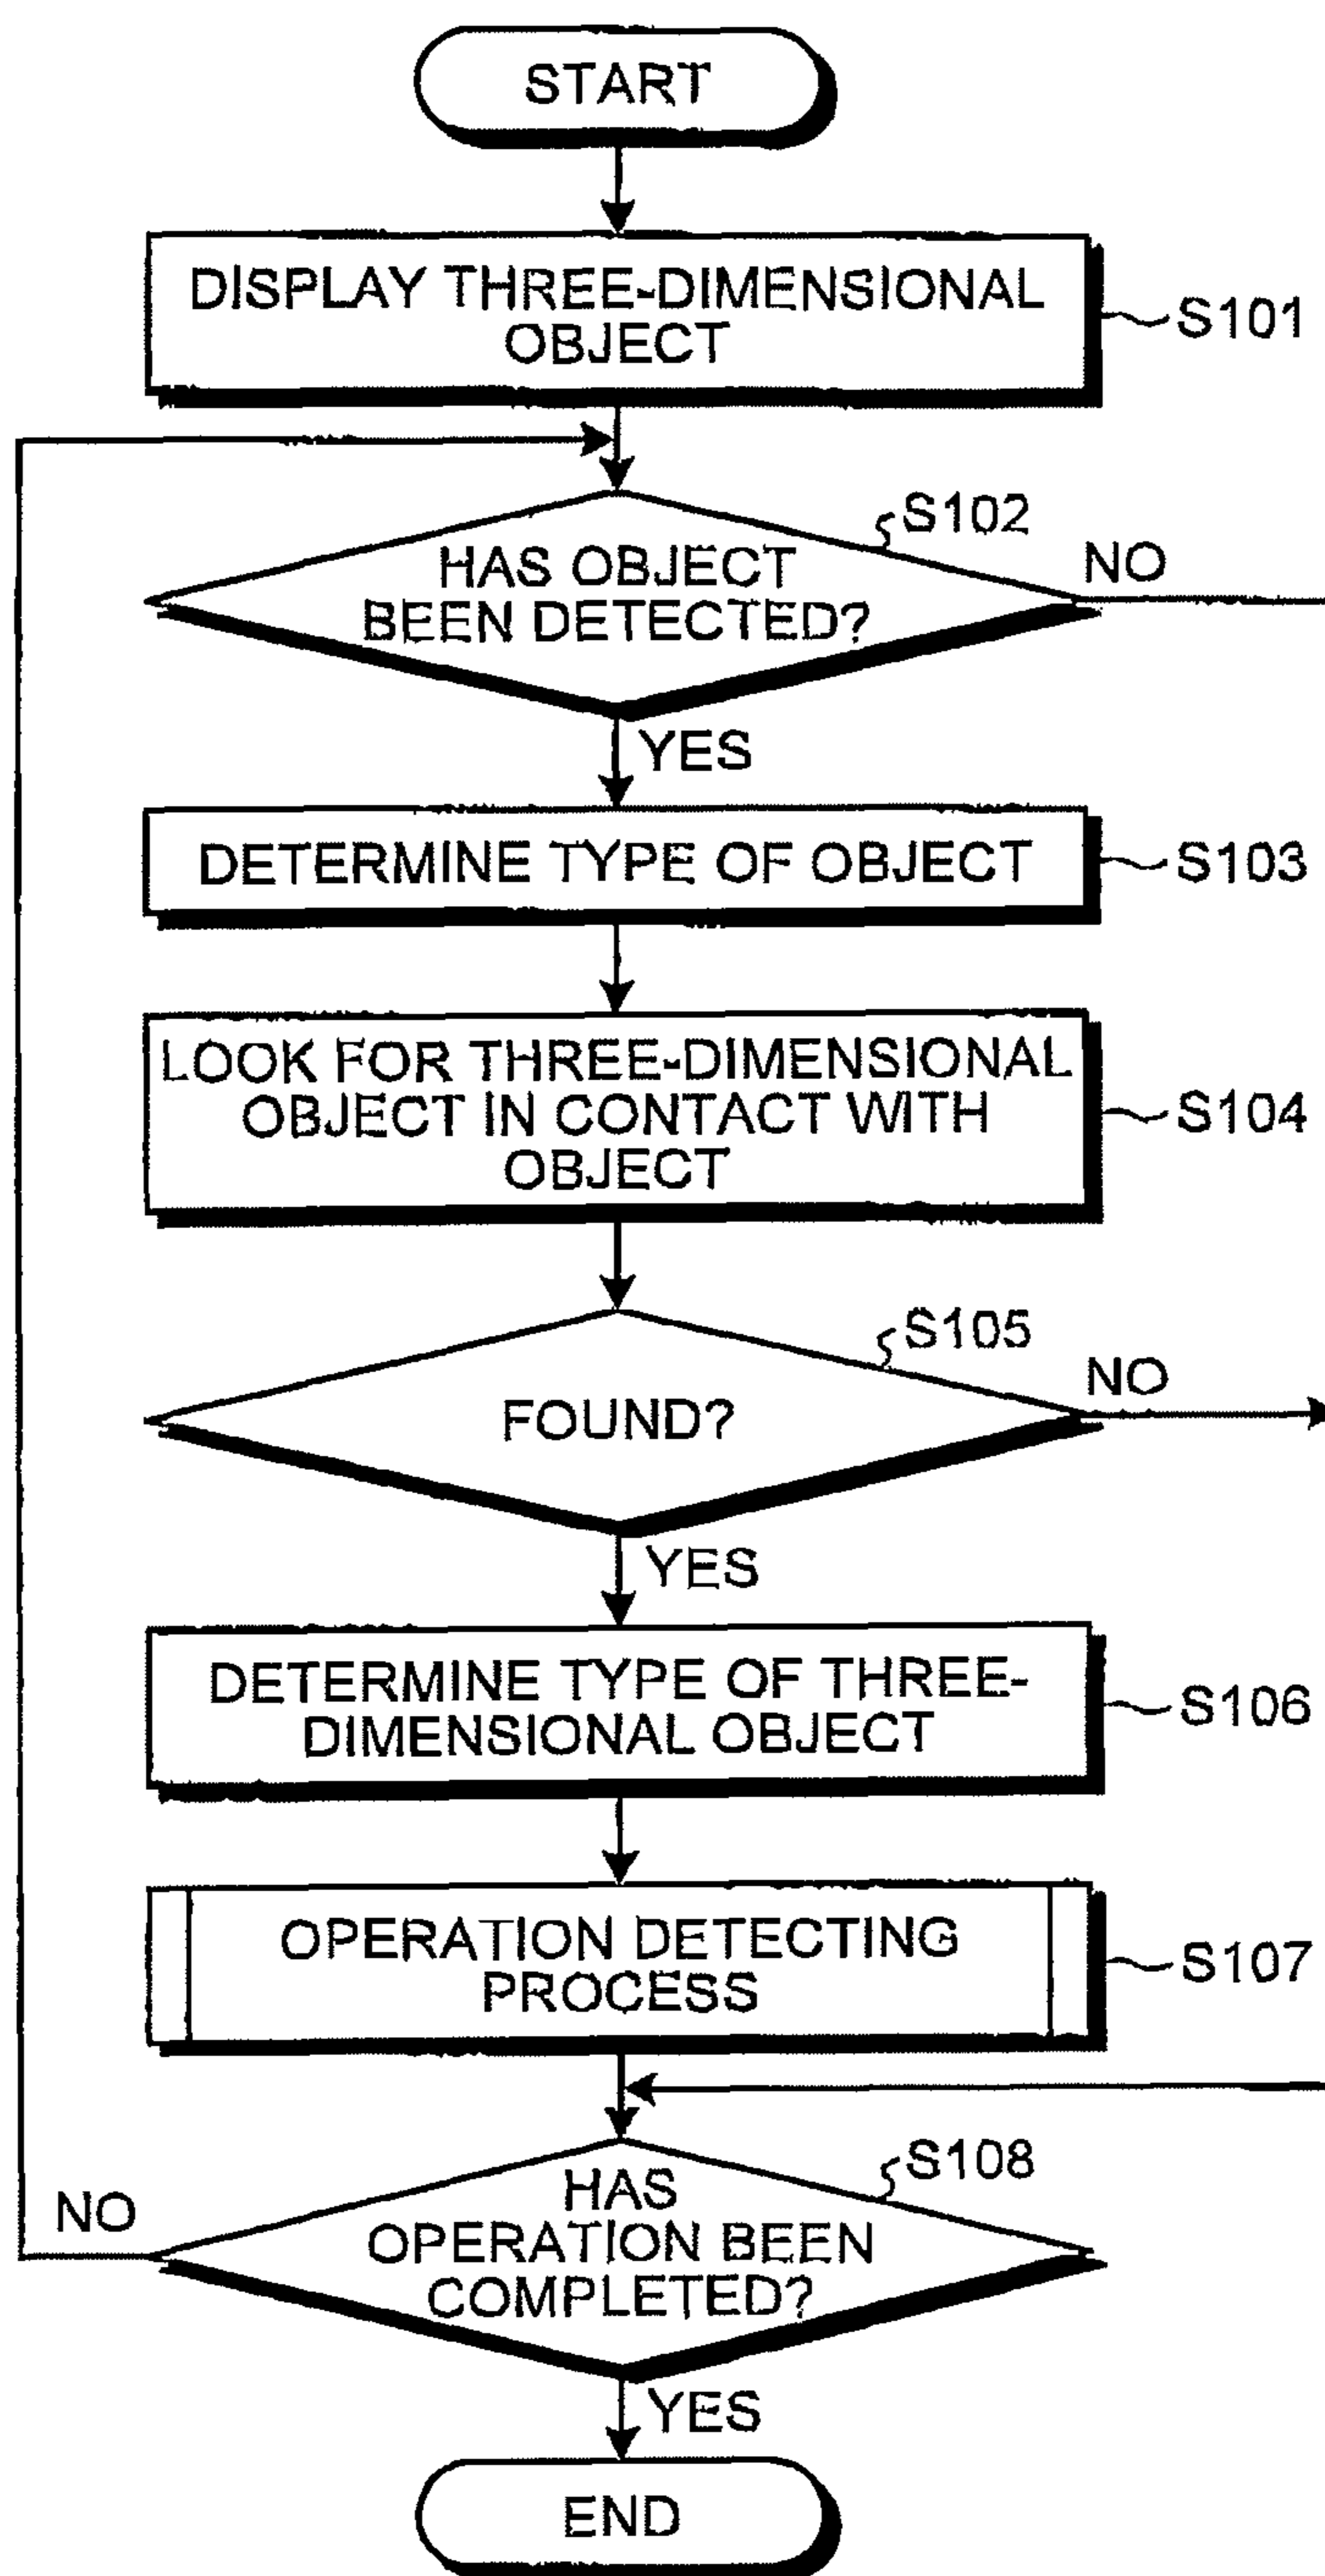 START
DISPLAY THREE-DIMENSIONAL
OBJECT
S101
S102
HAS OBJECT
BEEN DETECTED?
NO
YES
DETERMINE TYPE OF OBJECT
S103
LOOK FOR THREE-DIMENSIONAL
OBJECT IN CONTACT WITH
OBJECT
S104
S105
FOUND?
NO
YES
DETERMINE TYPE OF THREE-
DIMENSIONAL OBJECT
S106
OPERATION DETECTING
PROCESS
S107
S108
HAS
OPERATION BEEN
COMPLETED?
NO
YES
END